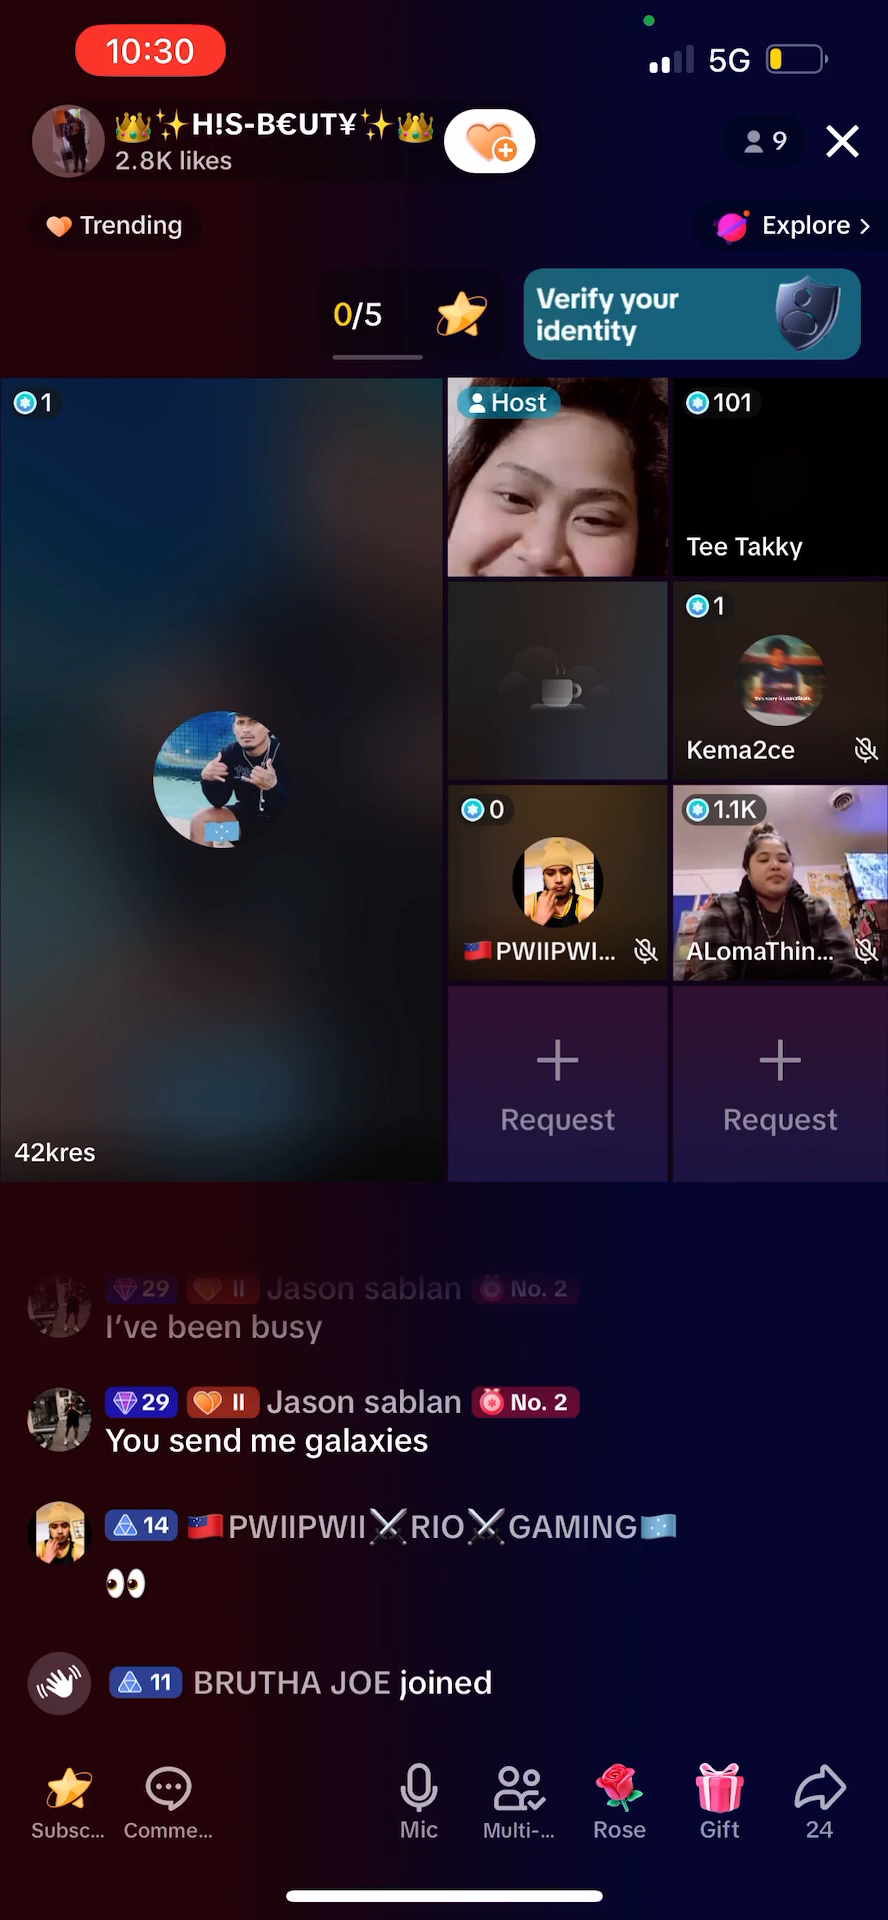 10:30
5G
👑✨H!S-B€UT¥✨👑
2.8K likes
9
Trending
Explore >
0/5
Verify your
identity
1
Host
101
Tee Takky
1
Kema2ce
0
🇼🇸PWIIPWI...
1.1K
ALomaThin...
Request
Request
42kres
29 II Jason sablan No. 2
I've been busy
29 II Jason sablan No. 2
You send me galaxies
14 🇼🇸PWIIPWII⚔️RIO⚔️GAMING🇫🇲
👀
11 BRUTHA JOE joined
Subsc...
Comme...
Mic
Multi-...
Rose
Gift
24